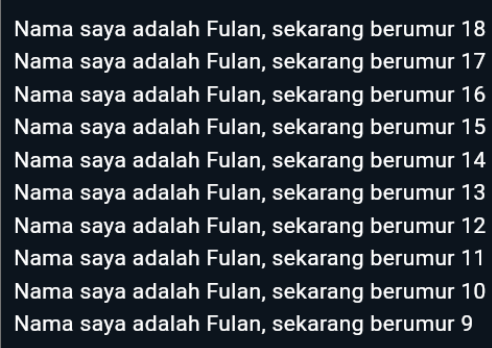 Nama saya adalah Fulan, sekarang berumur 18
Nama saya adalah Fulan, sekarang berumur 17
Nama saya adalah Fulan, sekarang berumur 16
Nama saya adalah Fulan, sekarang berumur 15
Nama saya adalah Fulan, sekarang berumur 14
Nama saya adalah Fulan, sekarang berumur 13
Nama saya adalah Fulan, sekarang berumur 12
Nama saya adalah Fulan, sekarang berumur 11
Nama saya adalah Fulan, sekarang berumur 10
Nama saya adalah Fulan, sekarang berumur 9